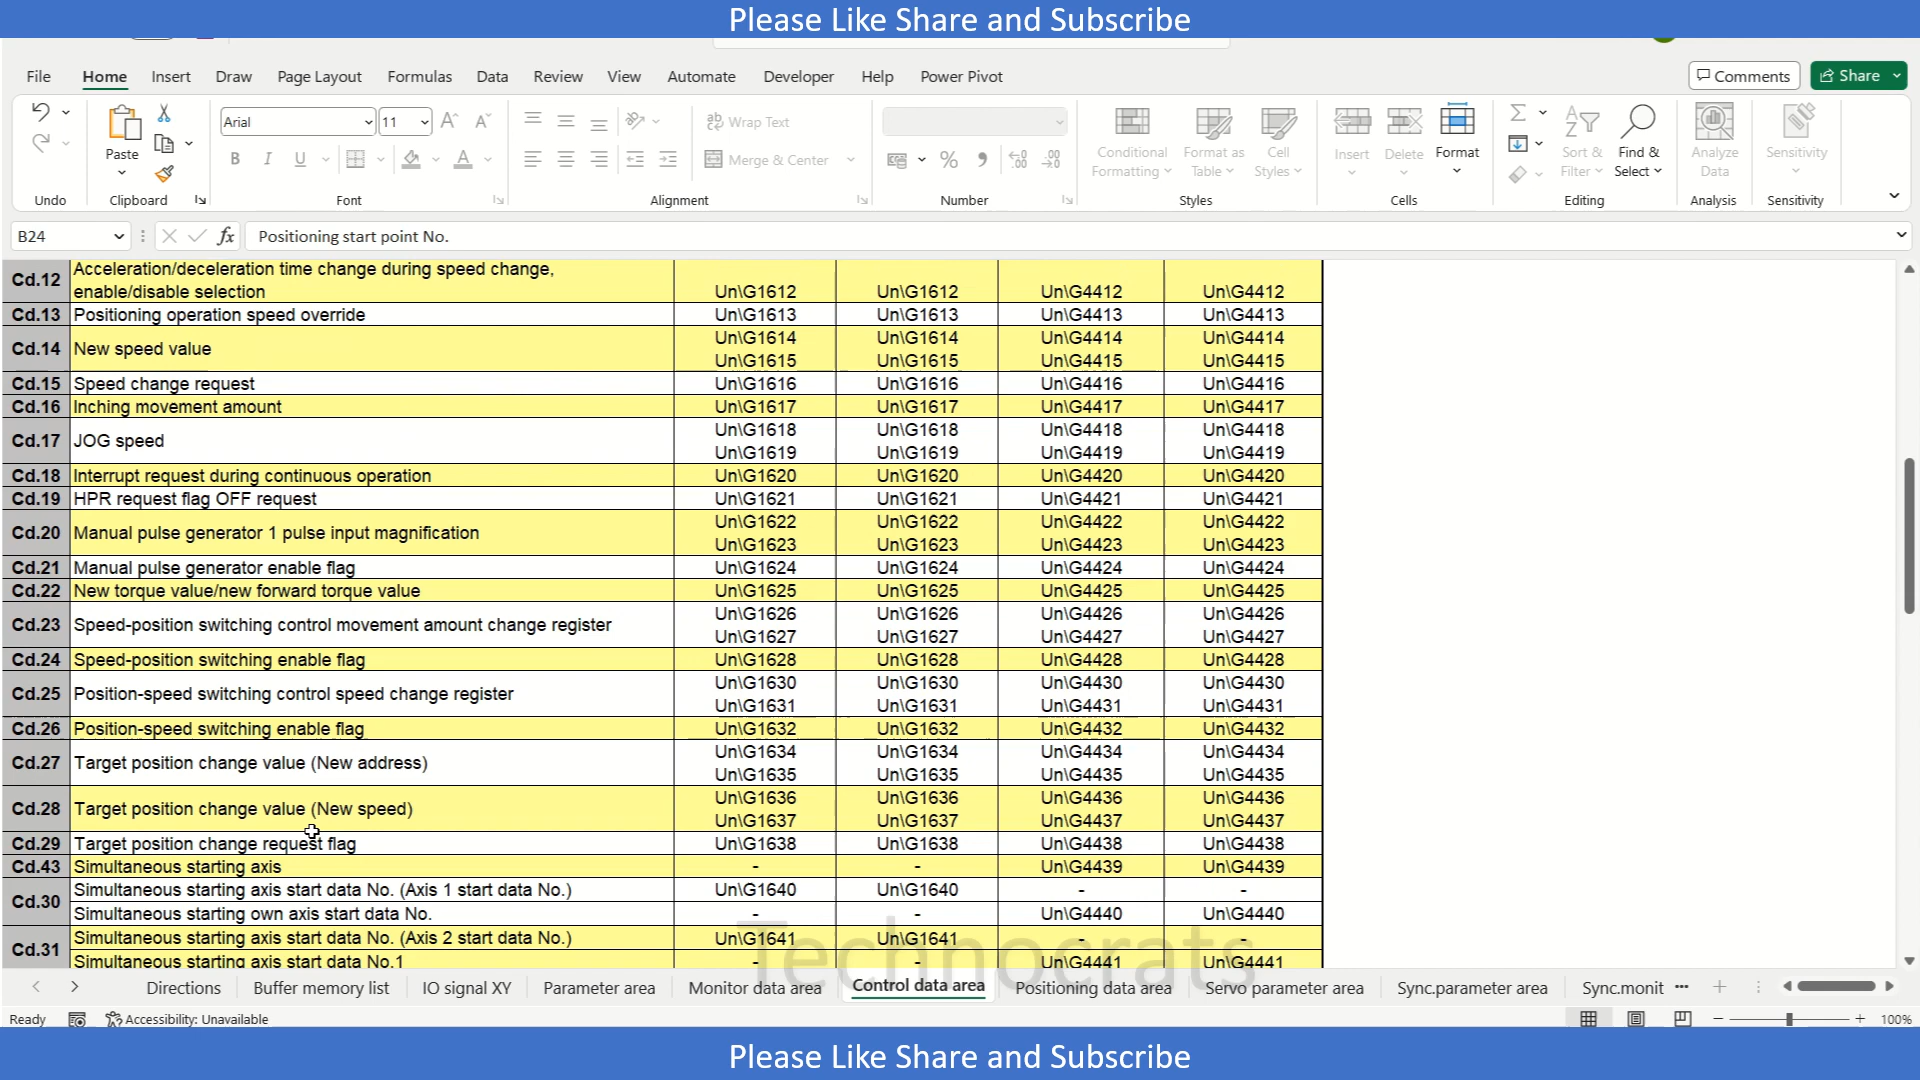 Please Like Share and Subscribe
File Home Insert Draw Page Layout Formulas Data Review View Automate Developer Help Power Pivot Comments Share
Arial 11 Wrap Text
Paste B I U Merge & Center
Conditional Formatting Format as Table Cell Styles Insert Delete Format Sort & Filter Find & Select Analyze Data Sensitivity
Undo Clipboard Font Alignment Number Styles Cells Editing Analysis Sensitivity
B24 fx Positioning start point No.
Cd.12 Acceleration/deceleration time change during speed change,
enable/disable selection Un\G1612 Un\G1612 Un\G4412 Un\G4412
Cd.13 Positioning operation speed override Un\G1613 Un\G1613 Un\G4413 Un\G4413
Cd.14 New speed value Un\G1614 Un\G1614 Un\G4414 Un\G4414
Un\G1615 Un\G1615 Un\G4415 Un\G4415
Cd.15 Speed change request Un\G1616 Un\G1616 Un\G4416 Un\G4416
Cd.16 Inching movement amount Un\G1617 Un\G1617 Un\G4417 Un\G4417
Cd.17 JOG speed Un\G1618 Un\G1618 Un\G4418 Un\G4418
Un\G1619 Un\G1619 Un\G4419 Un\G4419
Cd.18 Interrupt request during continuous operation Un\G1620 Un\G1620 Un\G4420 Un\G4420
Cd.19 HPR request flag OFF request Un\G1621 Un\G1621 Un\G4421 Un\G4421
Cd.20 Manual pulse generator 1 pulse input magnification Un\G1622 Un\G1622 Un\G4422 Un\G4422
Un\G1623 Un\G1623 Un\G4423 Un\G4423
Cd.21 Manual pulse generator enable flag Un\G1624 Un\G1624 Un\G4424 Un\G4424
Cd.22 New torque value/new forward torque value Un\G1625 Un\G1625 Un\G4425 Un\G4425
Cd.23 Speed-position switching control movement amount change register Un\G1626 Un\G1626 Un\G4426 Un\G4426
Un\G1627 Un\G1627 Un\G4427 Un\G4427
Cd.24 Speed-position switching enable flag Un\G1628 Un\G1628 Un\G4428 Un\G4428
Cd.25 Position-speed switching control speed change register Un\G1630 Un\G1630 Un\G4430 Un\G4430
Un\G1631 Un\G1631 Un\G4431 Un\G4431
Cd.26 Position-speed switching enable flag Un\G1632 Un\G1632 Un\G4432 Un\G4432
Cd.27 Target position change value (New address) Un\G1634 Un\G1634 Un\G4434 Un\G4434
Un\G1635 Un\G1635 Un\G4435 Un\G4435
Cd.28 Target position change value (New speed) Un\G1636 Un\G1636 Un\G4436 Un\G4436
Un\G1637 Un\G1637 Un\G4437 Un\G4437
Cd.29 Target position change request flag Un\G1638 Un\G1638 Un\G4438 Un\G4438
Cd.43 Simultaneous starting axis - - Un\G4439 Un\G4439
Cd.30 Simultaneous starting axis start data No. (Axis 1 start data No.) Un\G1640 Un\G1640 - -
Simultaneous starting own axis start data No. - - Un\G4440 Un\G4440
Cd.31 Simultaneous starting axis start data No. (Axis 2 start data No.) Un\G1641 Un\G1641 - -
Simultaneous starting axis start data No.1 - - Un\G4441 Un\G4441
Technocrats
Directions Buffer memory list IO signal XY Parameter area Monitor data area Control data area Positioning data area Servo parameter area Sync.parameter area Sync.monit
Ready Accessibility: Unavailable 100%
Please Like Share and Subscribe